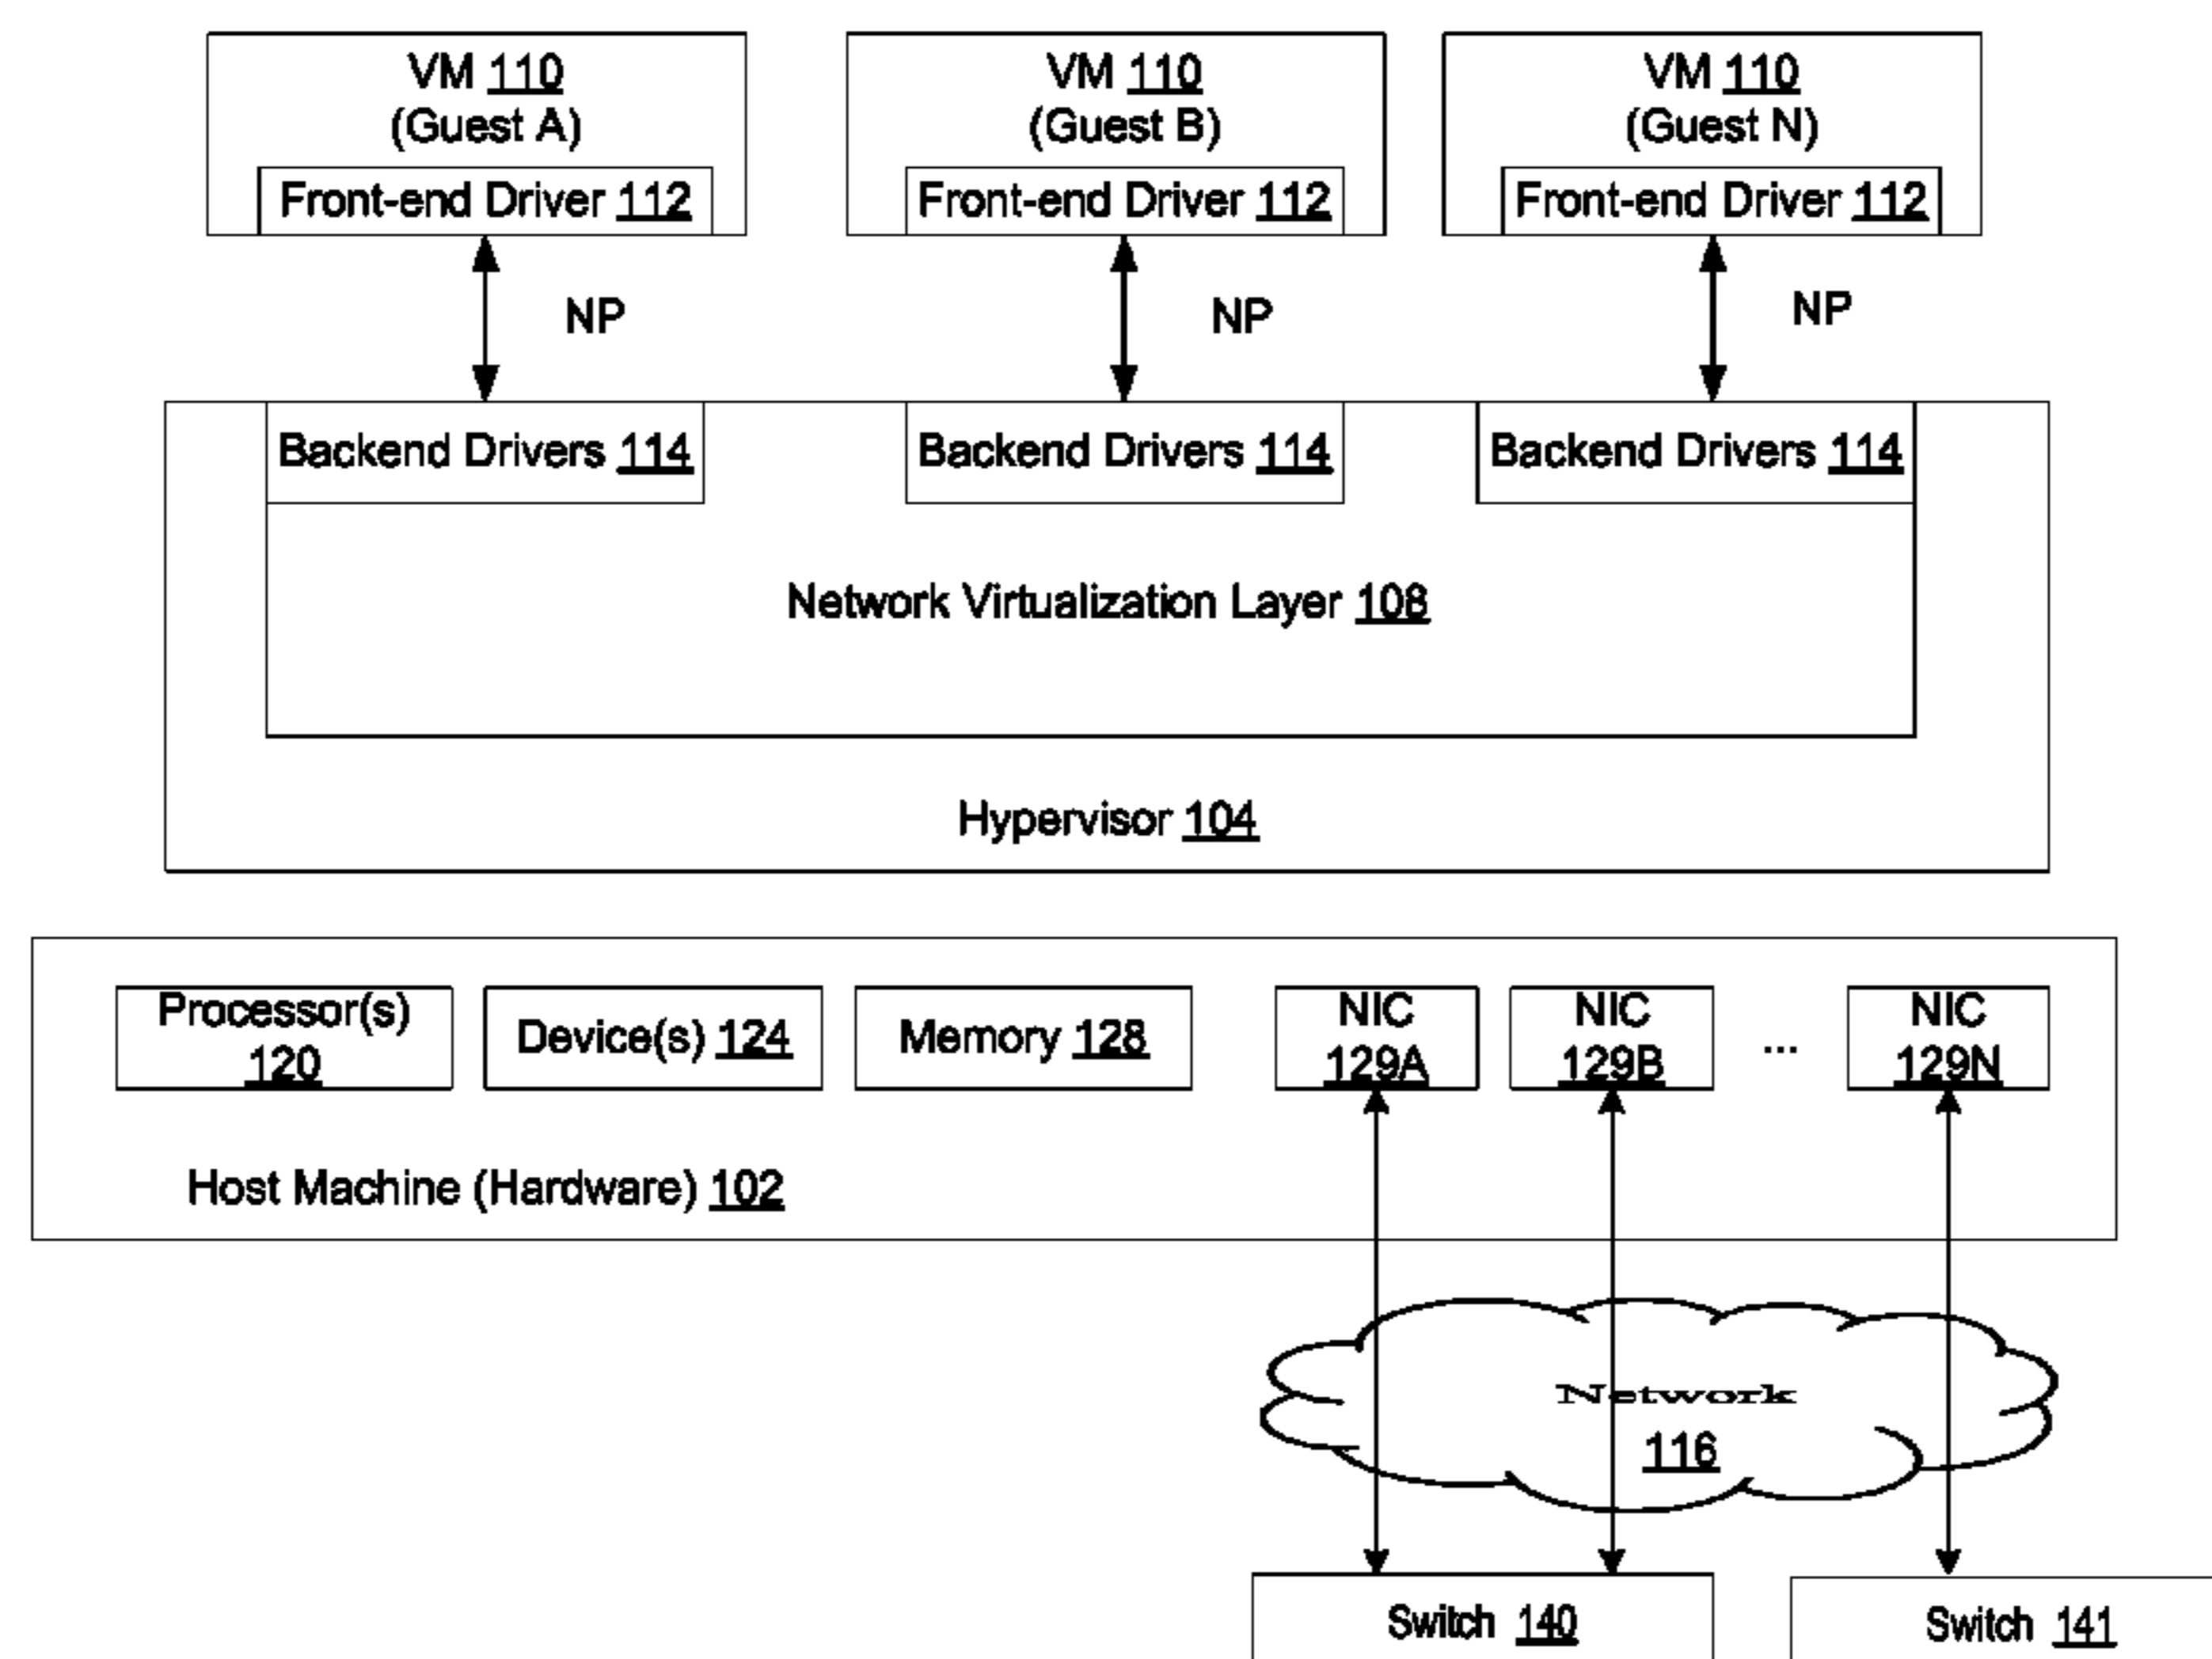 VM 110
(Guest A)
Front-end Driver 112
VM 110
(Guest B)
Front-end Driver 112
VM 110
(Guest N)
Front-end Driver 112
NP
NP
NP
Backend Drivers 114
Backend Drivers 114
Backend Drivers 114
Network Virtualization Layer 108
Hypervisor 104
Processor(s)
120
Device(s) 124
Memory 128
NIC
129A
NIC
129B
...
NIC
129N
Host Machine (Hardware) 102
Network
116
Switch 140
Switch 141